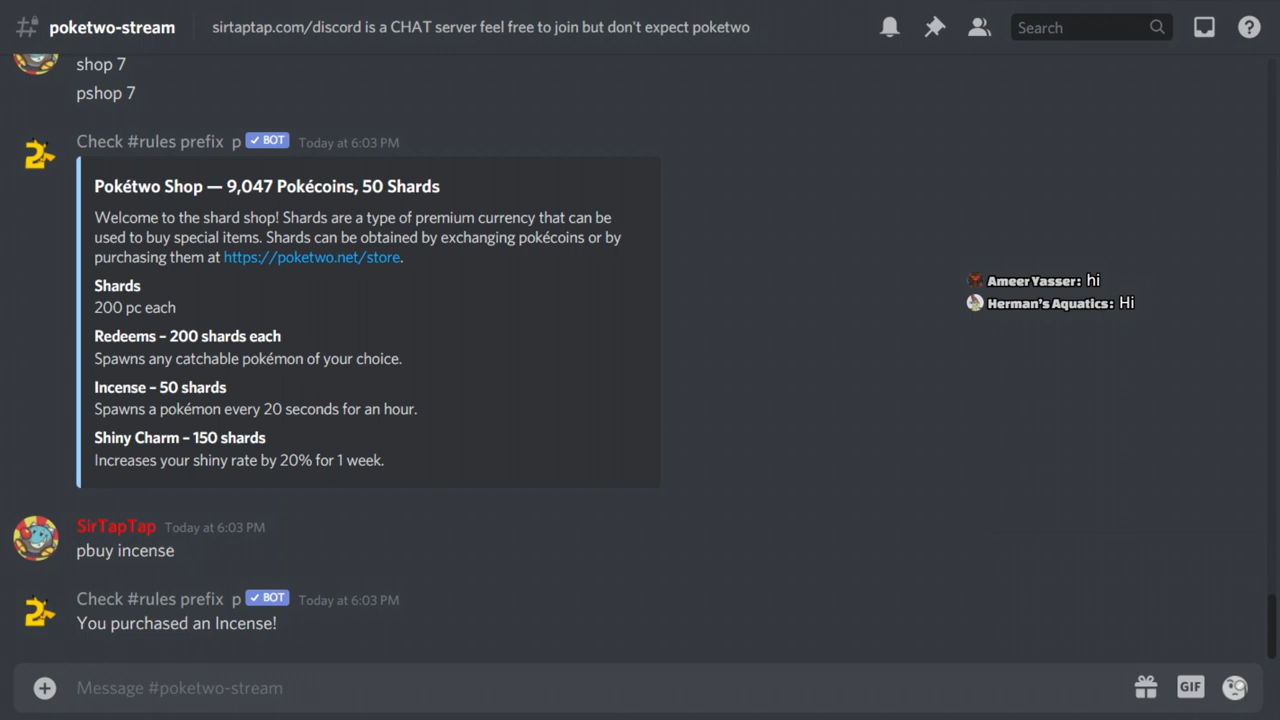 poketwo-stream
sirtaptap.com/discord is a CHAT server feel free to join but don't expect poketwo
Search
shop 7
pshop 7
Check #rules prefix p BOT Today at 6:03 PM
Pokétwo Shop — 9,047 Pokécoins, 50 Shards
Welcome to the shard shop! Shards are a type of premium currency that can be
used to buy special items. Shards can be obtained by exchanging pokécoins or by
purchasing them at https://poketwo.net/store.
Shards
200 pc each
Redeems – 200 shards each
Spawns any catchable pokémon of your choice.
Incense – 50 shards
Spawns a pokémon every 20 seconds for an hour.
Shiny Charm – 150 shards
Increases your shiny rate by 20% for 1 week.
Ameer Yasser: hi
Herman's Aquatics: Hi
SirTapTap Today at 6:03 PM
pbuy incense
Check #rules prefix p BOT Today at 6:03 PM
You purchased an Incense!
Message #poketwo-stream
GIF